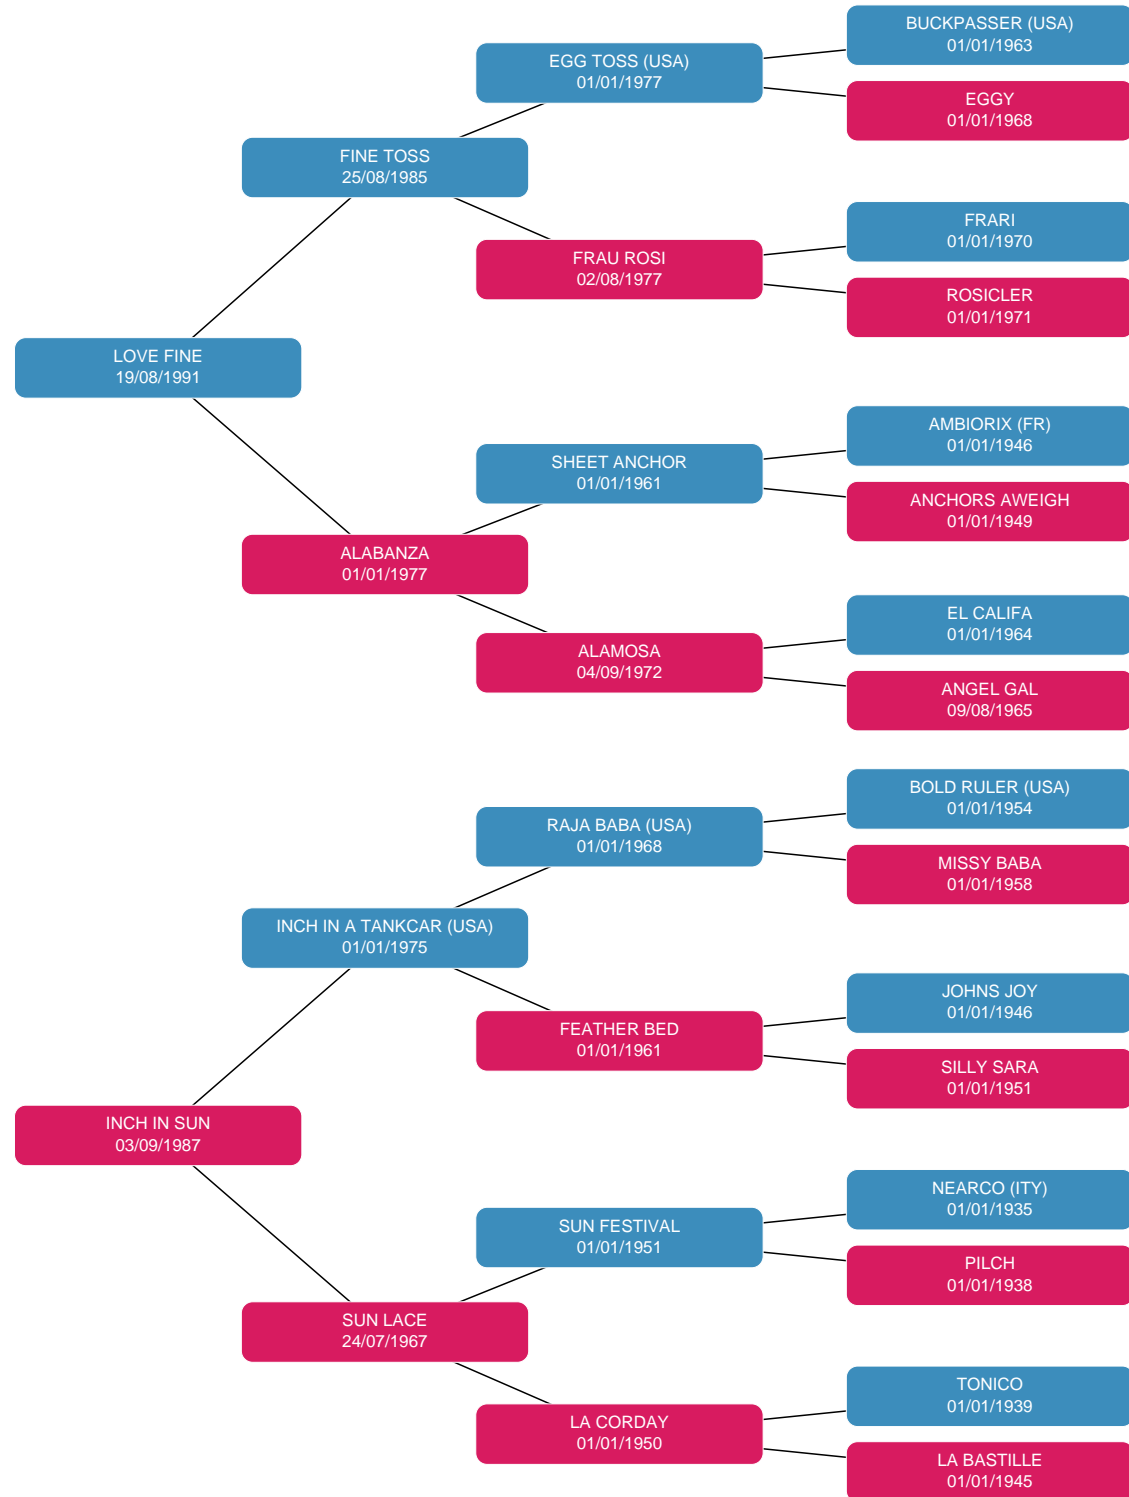 BUCKPASSER (USA)
01/01/1963
EGG TOSS (USA)
01/01/1977
EGGY
01/01/1968
FINE TOSS
25/08/1985
FRARI
01/01/1970
FRAU ROSI
02/08/1977
ROSICLER
01/01/1971
LOVE FINE
19/08/1991
AMBIORIX (FR)
01/01/1946
SHEET ANCHOR
01/01/1961
ANCHORS AWEIGH
01/01/1949
ALABANZA
01/01/1977
EL CALIFA
01/01/1964
ALAMOSA
04/09/1972
ANGEL GAL
09/08/1965
BOLD RULER (USA)
01/01/1954
RAJA BABA (USA)
01/01/1968
MISSY BABA
01/01/1958
INCH IN A TANKCAR (USA)
01/01/1975
JOHNS JOY
01/01/1946
FEATHER BED
01/01/1961
SILLY SARA
01/01/1951
INCH IN SUN
03/09/1987
NEARCO (ITY)
01/01/1935
SUN FESTIVAL
01/01/1951
PILCH
01/01/1938
SUN LACE
24/07/1967
TONICO
01/01/1939
LA CORDAY
01/01/1950
LA BASTILLE
01/01/1945